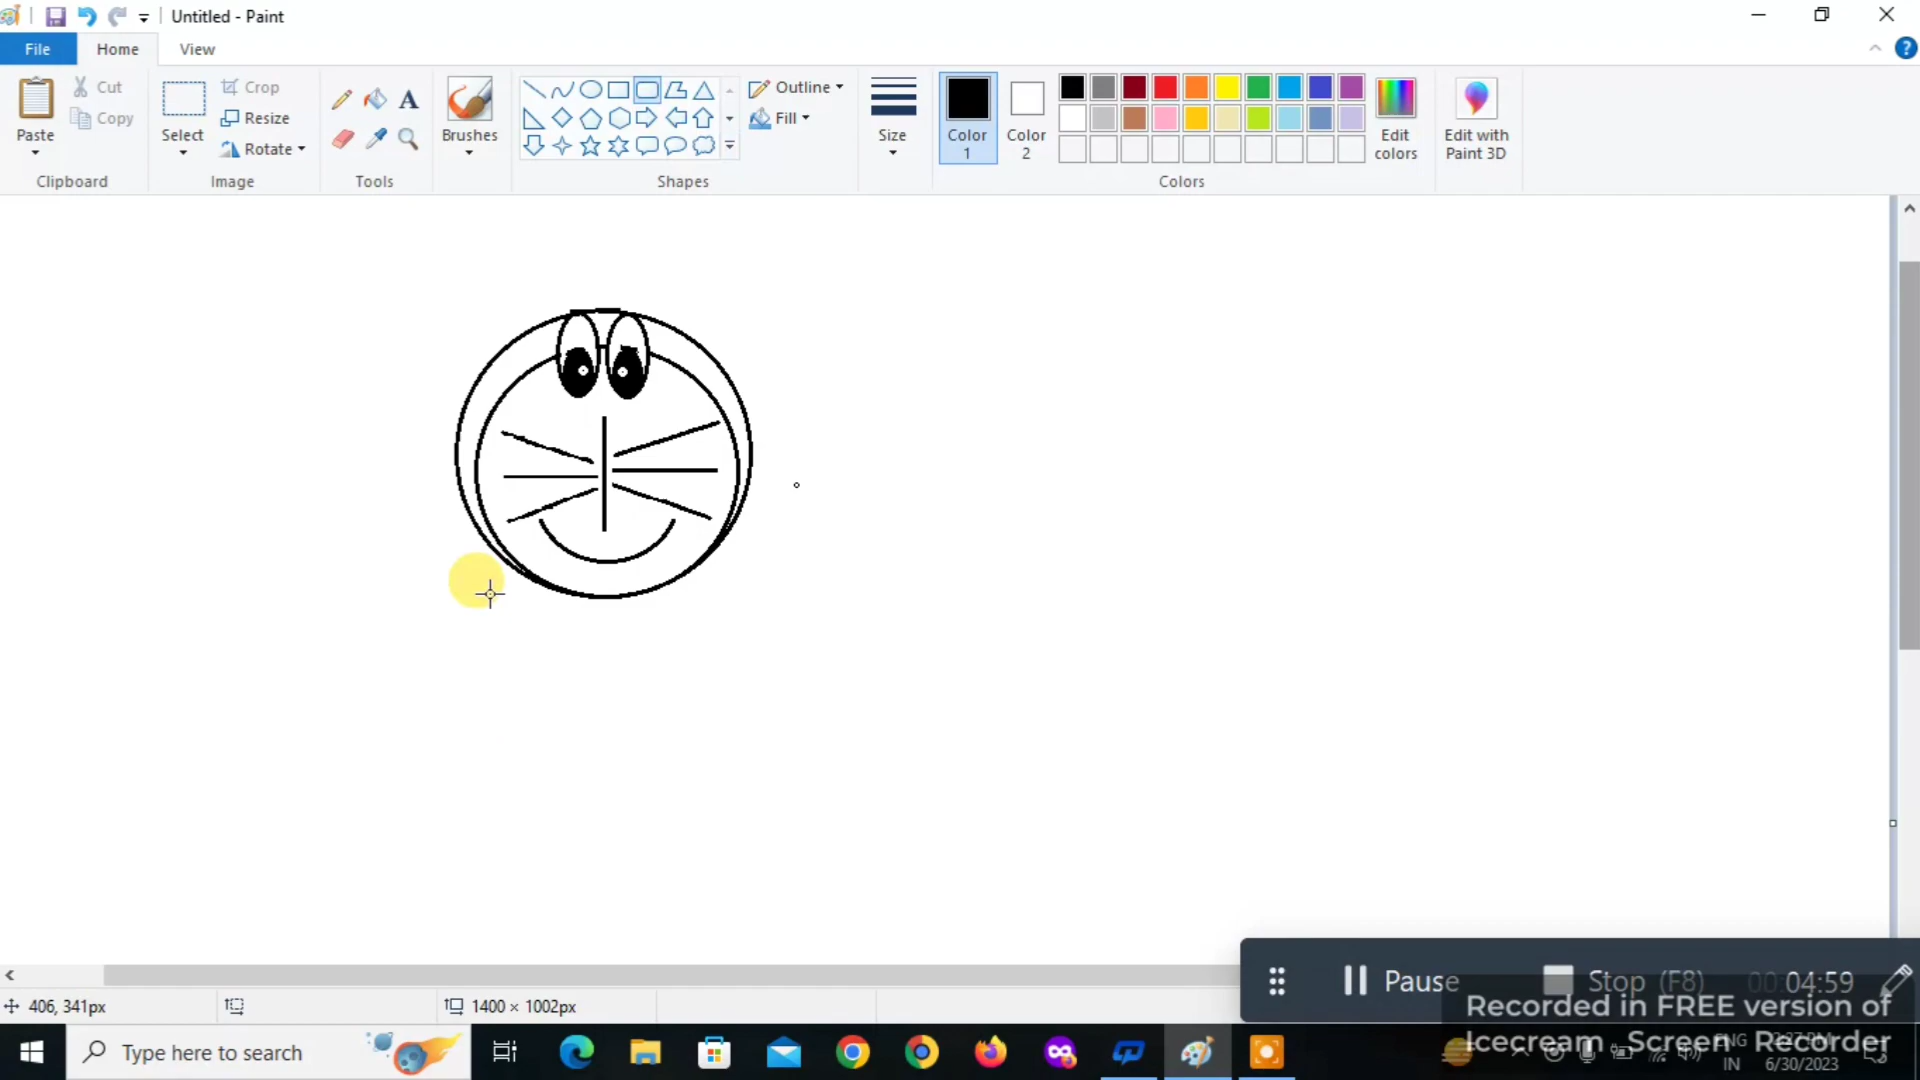 Untitled - Paint
File Home View
Paste
Cut
Copy
Clipboard
Select
Crop
Resize
Rotate
Image
Tools
Brushes
Shapes
Outline
Fill
Size
Color 1
Color 2
Colors
Edit colors
Edit with Paint 3D
406, 341px
1400 × 1002px
Pause
Stop (F8)
04:59
Recorded in FREE version of
Icecream Screen Recorder
Type here to search
ENG
IN
6/30/2023